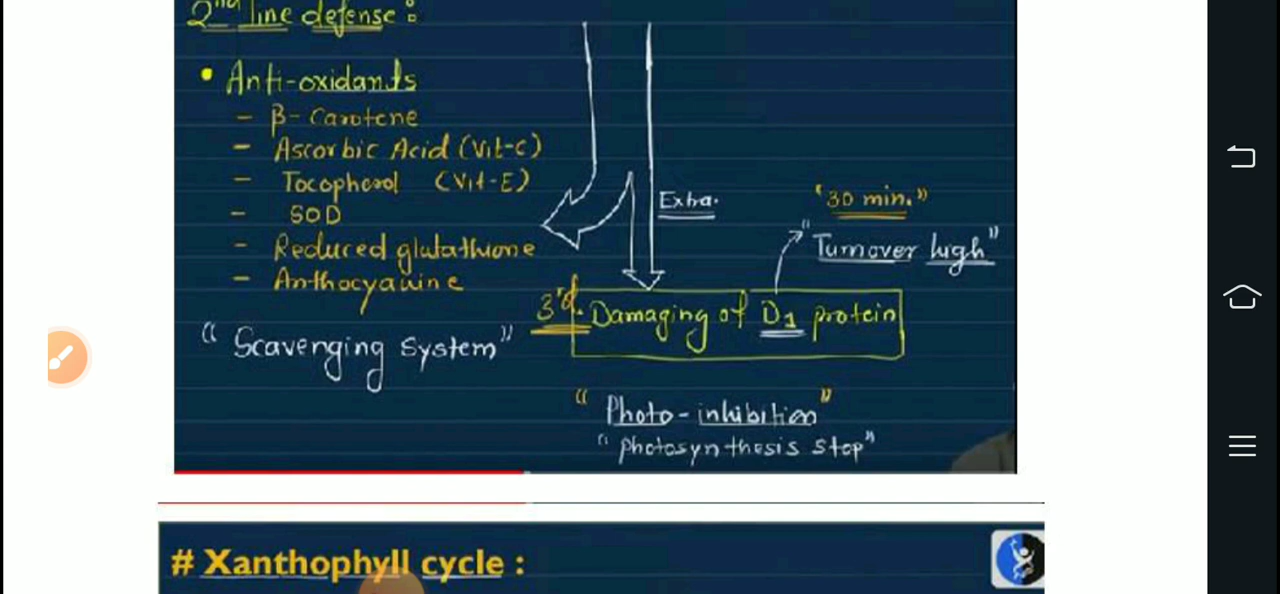 2nd line defense :
• Anti-oxidants
- β-Carotene
- Ascorbic Acid (Vit-C)
- Tocopherol (Vit-E)
- SOD
- Reduced glutathione
- Anthocyanine
"Scavenging system"
Extra.
"30 min."
"Turnover high"
3rd. Damaging of D1 protein
"Photo-inhibition"
"photosynthesis stop"
# Xanthophyll cycle :